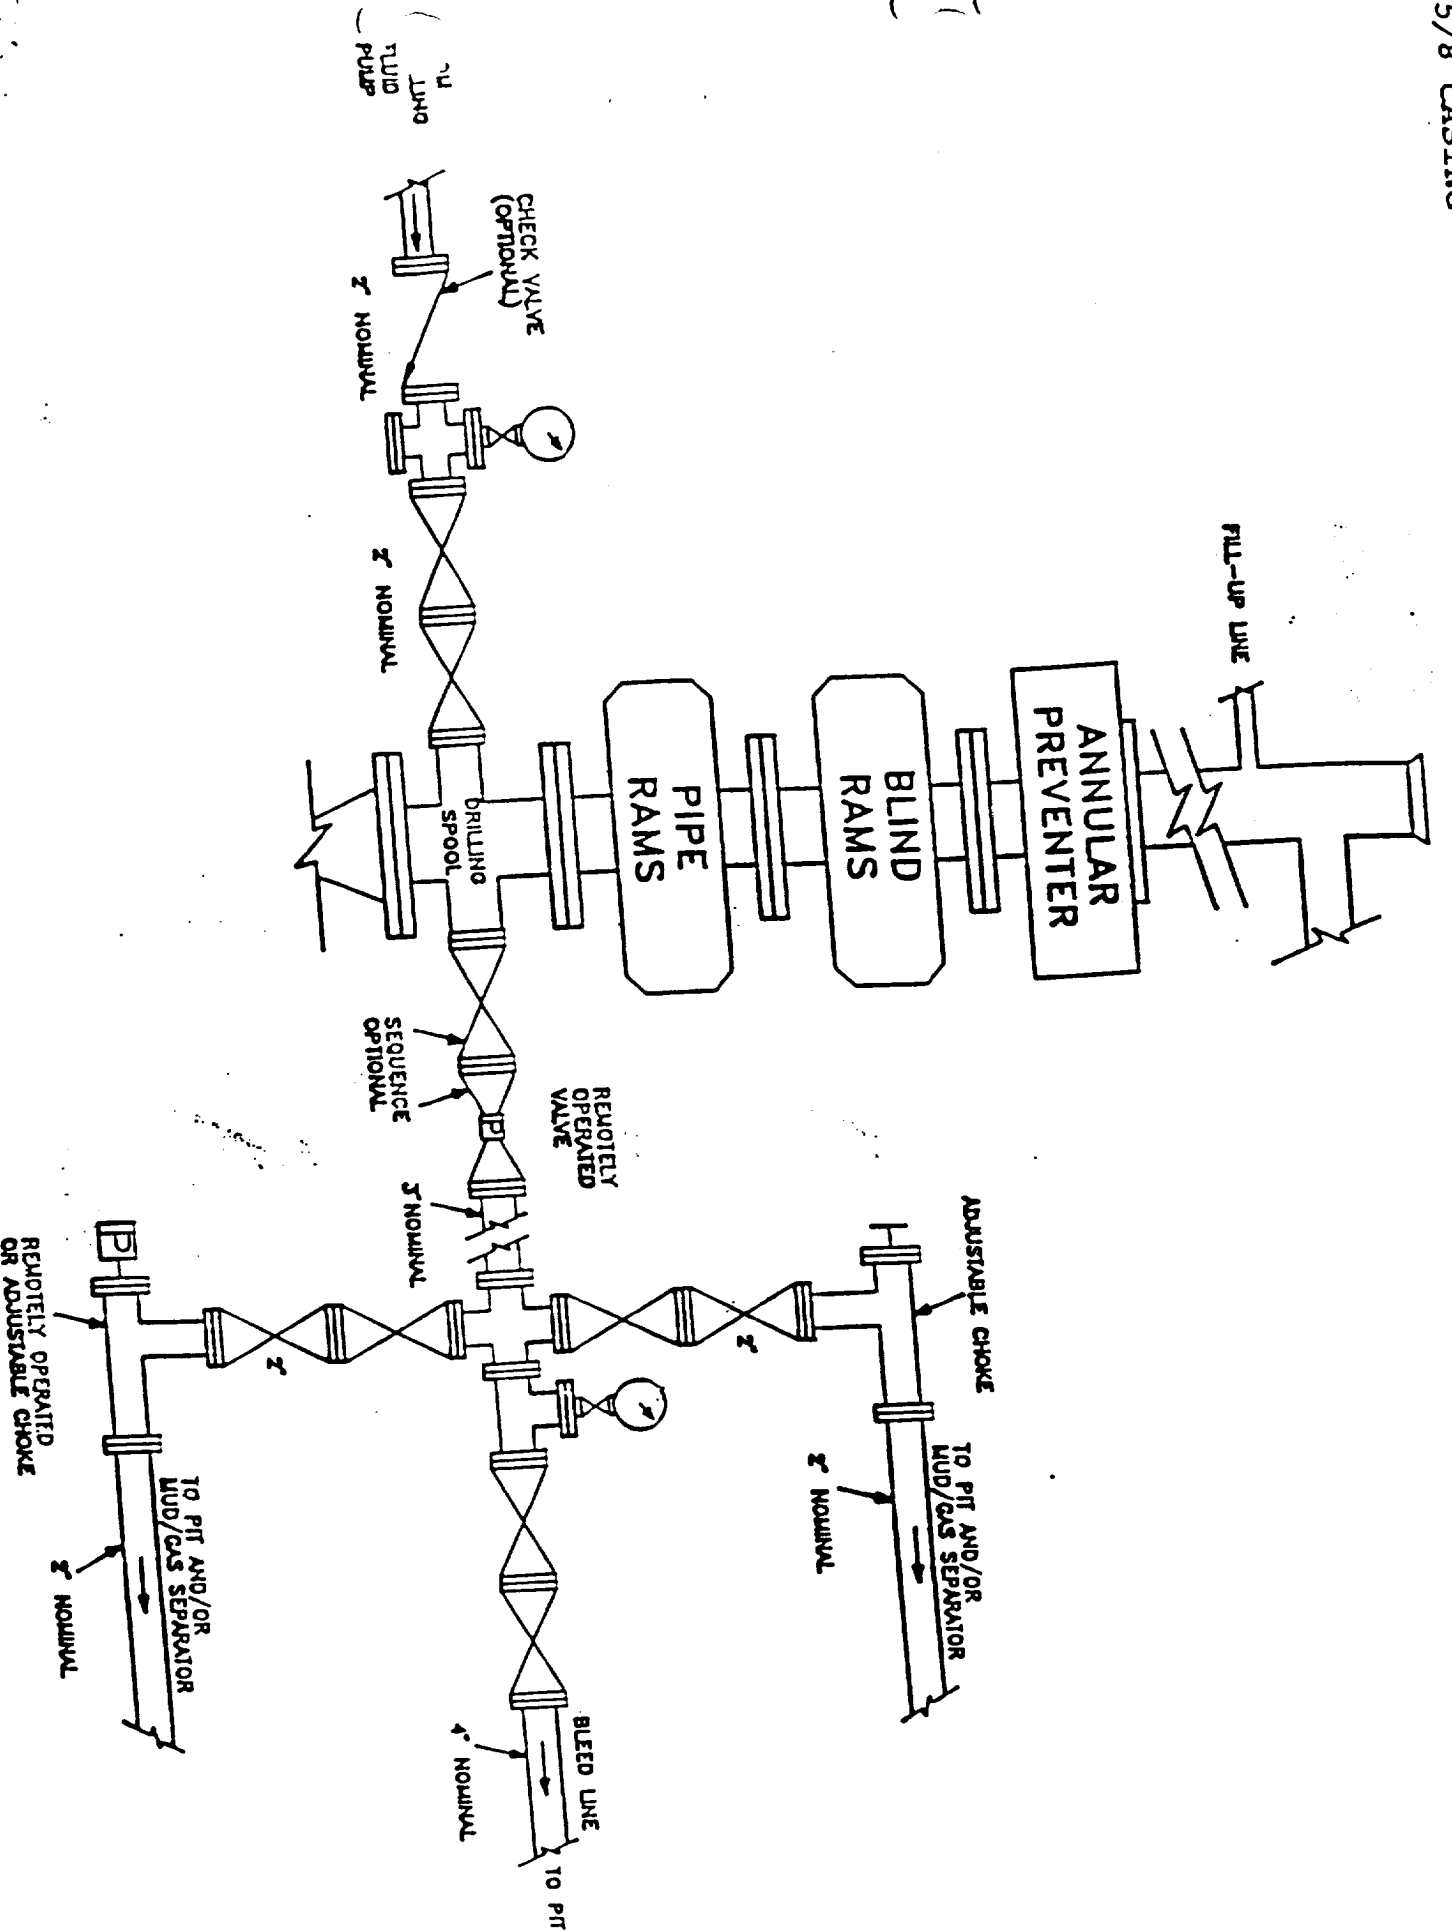 5/8 CASING
FILL-UP LINE
ANNULAR
PREVENTER
BLIND
RAMS
PIPE
RAMS
DRILLING
SPOOL
FLUID
PUMP
CHECK VALVE
(OPTIONAL)
2" NOMINAL
2" NOMINAL
SEQUENCE
OPTIONAL
REMOTELY
OPERATED
VALVE
P
3" NOMINAL
ADJUSTABLE CHOKE
2"
TO PIT AND/OR
MUD/GAS SEPARATOR
2" NOMINAL
BLEED LINE
TO PIT
4" NOMINAL
2"
P
REMOTELY OPERATED
OR ADJUSTABLE CHOKE
TO PIT AND/OR
MUD/GAS SEPARATOR
2" NOMINAL